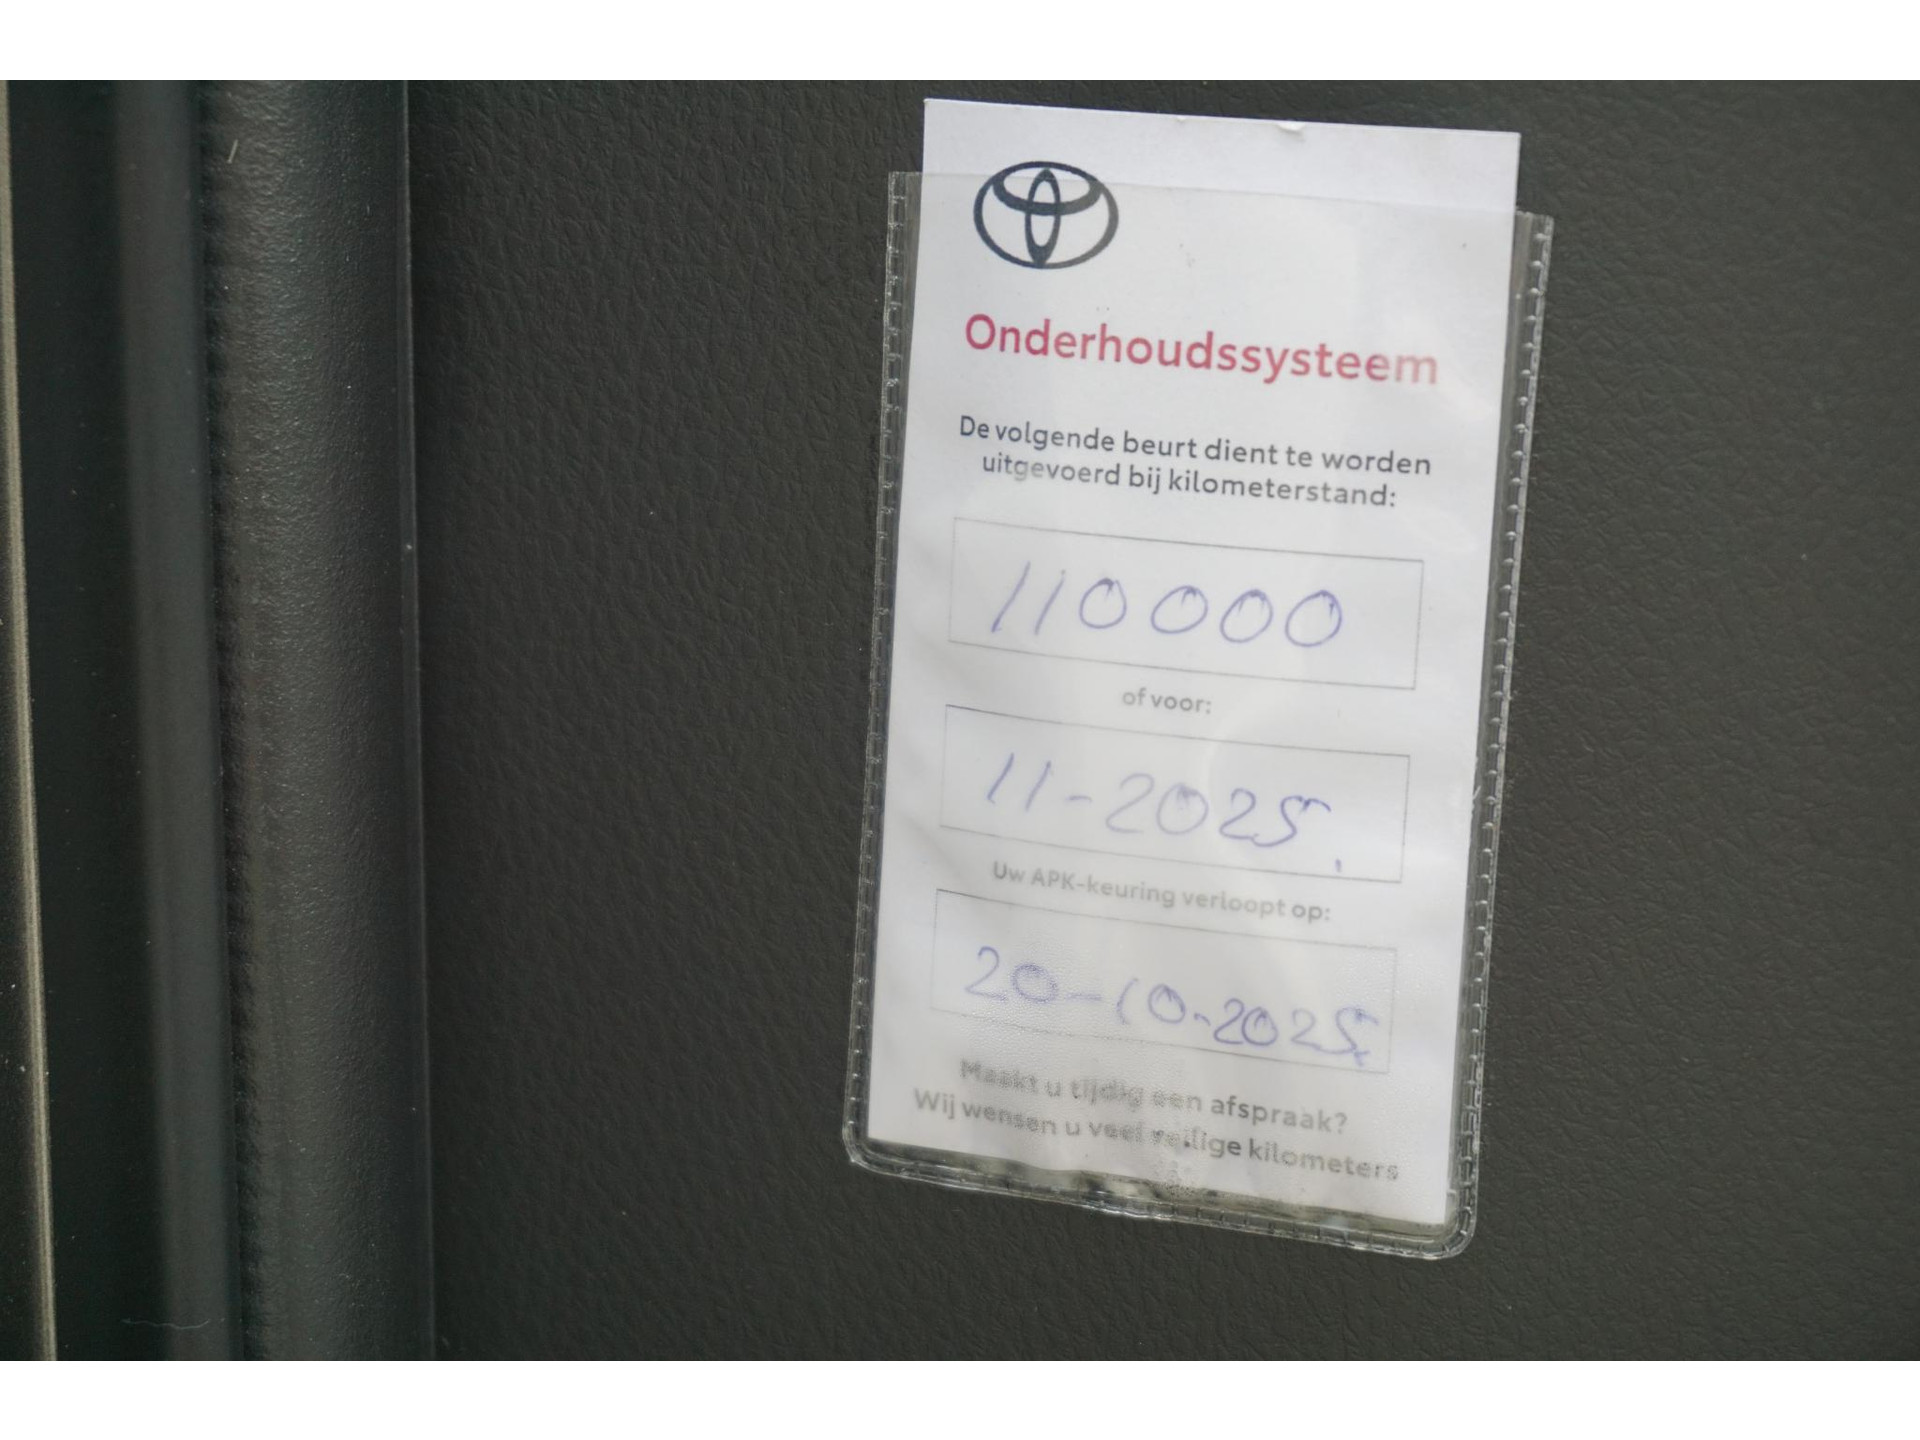 Onderhoudssysteem
De volgende beurt dient te worden
uitgevoerd bij kilometerstand:
110000
of voor:
11-2025.
Uw APK-keuring verloopt op:
20-10-2025.
Maakt u tijdig een afspraak?
Wij wensen u veel veilige kilometers